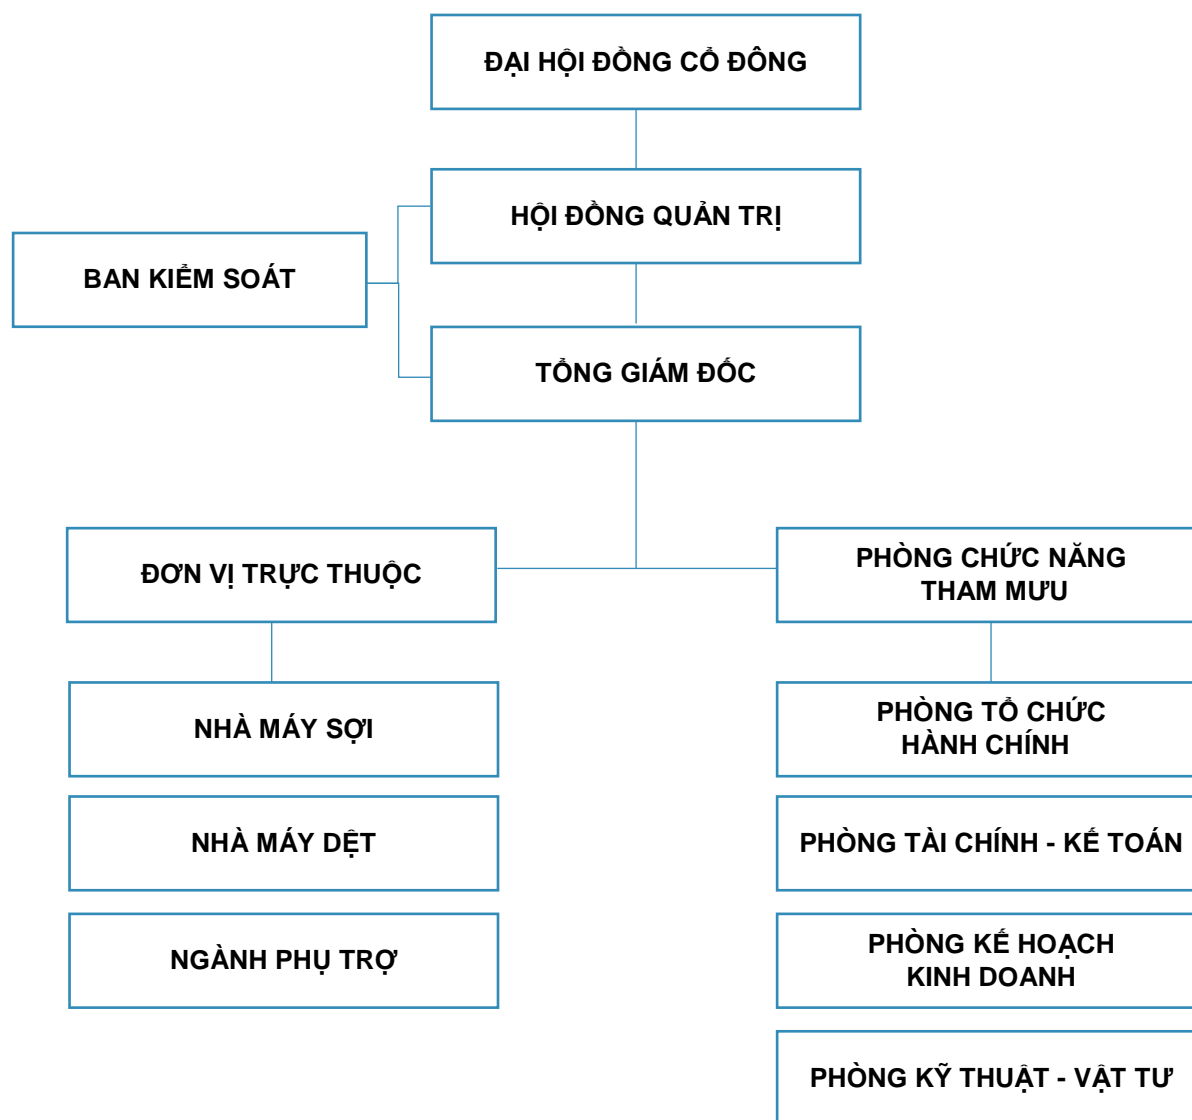 ĐẠI HỘI ĐỒNG CỔ ĐÔNG
HỘI ĐỒNG QUẢN TRỊ
BAN KIỂM SOÁT
TỔNG GIÁM ĐỐC
ĐƠN VỊ TRỰC THUỘC
NHÀ MÁY SỢI
NHÀ MÁY DỆT
NGÀNH PHỤ TRỢ
PHÒNG CHỨC NĂNG
THAM MƯU
PHÒNG TỔ CHỨC
HÀNH CHÍNH
PHÒNG TÀI CHÍNH - KẾ TOÁN
PHÒNG KẾ HOẠCH
KINH DOANH
PHÒNG KỸ THUẬT - VẬT TƯ